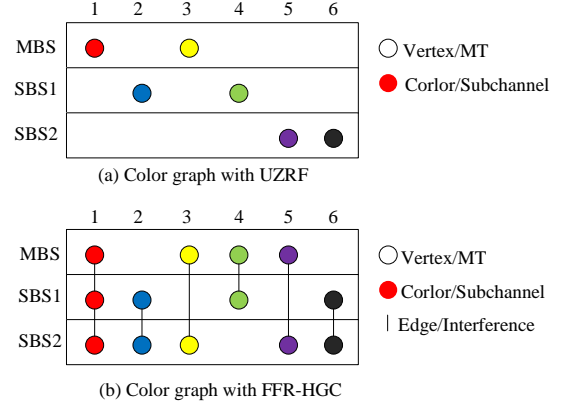 1 2 3 4 5 6
MBS
Vertex/MT
SBS1
Corlor/Subchannel
SBS2
(a) Color graph with UZRF
1 2 3 4 5 6
MBS
Vertex/MT
SBS1
Corlor/Subchannel
Edge/Interference
SBS2
(b) Color graph with FFR-HGC